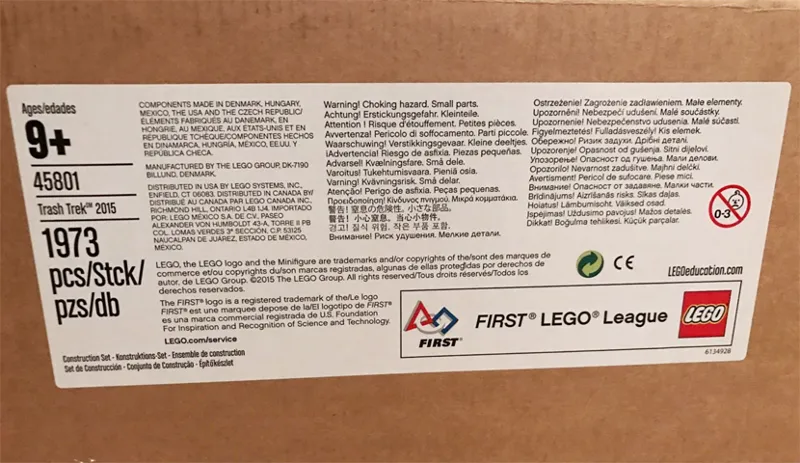 Ages/edades
9+
45801
Trash Trek™ 2015
1973
pcs/Stck/
pzs/db
COMPONENTS MADE IN DENMARK, HUNGARY,
MEXICO, THE USA AND THE CZECH REPUBLIC/
ÉLÉMENTS FABRIQUÉS AU DANEMARK, EN
HONGRIE, AU MEXIQUE, AUX ÉTATS-UNIS ET EN
RÉPUBLIQUE TCHÈQUE/COMPONENTES HECHOS
EN DINAMARCA, HUNGRÍA, MÉXICO, EE.UU. Y
REPÚBLICA CHECA.
MANUFACTURED BY THE LEGO GROUP, DK-7190
BILLUND, DENMARK.
DISTRIBUTED IN USA BY LEGO SYSTEMS, INC.,
ENFIELD, CT 06083. DISTRIBUTED IN CANADA BY/
DISTRIBUÉ AU CANADA PAR LEGO CANADA INC.,
RICHMOND HILL, ONTARIO L4B 1J4. IMPORTADO
POR: LEGO MÉXICO S.A. DE C.V., PASEO
ALEXANDER VON HUMBOLDT 43-A, TORRE II PB
COL. LOMAS VERDES 3ª SECCIÓN, C.P. 53125
NAUCALPAN DE JUÁREZ, ESTADO DE MÉXICO,
MÉXICO.
Warning! Choking hazard. Small parts.
Achtung! Erstickungsgefahr. Kleinteile.
Attention ! Risque d'étouffement. Petites pièces.
Avvertenza! Pericolo di soffocamento. Parti piccole.
Waarschuwing! Verstikkingsgevaar. Kleine deeltjes.
¡Advertencia! Riesgo de asfixia. Piezas pequeñas.
Advarsel! Kvælningsfare. Små dele.
Varoitus! Tukehtumisvaara. Pieniä osia.
Varning! Kvävningsrisk. Små delar.
Atenção! Perigo de asfixia. Peças pequenas.
Προειδοποίηση! Κίνδυνος πνιγμού. Μικρά κομματάκια.
警告！窒息の危険性。小さな部品。
警告！小心窒息。当心小物件。
경고! 질식 위험. 작은 부품 포함.
Внимание! Риск удушения. Мелкие детали.
Ostrzeżenie! Zagrożenie zadławieniem. Małe elementy.
Upozornění! Nebezpečí udušení. Malé součástky.
Upozornenie! Nebezpečenstvo udusenia. Malé súčasti.
Figyelmeztetés! Fulladásveszély! Kis elemek.
Обережно! Ризик задухи. Дрібні деталі.
Upozorenje! Opasnost od gušenja. Sitni dijelovi.
Упозорење! Опасност од гушења. Мали делови.
Opozorilo! Nevarnost zadušitve. Majhni delčki.
Avertisment! Pericol de sufocare. Piese mici.
Внимание! Опасност от задавяне. Малки части.
Brīdinājums! Aizrīšanās risks. Sīkas daļas.
Hoiatus! Lämbumisoht. Väiksed osad.
Įspėjimas! Uždusimo pavojus! Mažos detalės.
Dikkat! Boğulma tehlikesi. Küçük parçalar.
0-3
LEGO, the LEGO logo and the Minifigure are trademarks and/or copyrights of the/sont des marques de
commerce et/ou copyrights du/son marcas registradas, algunas de ellas protegidas por derechos de
autor, de LEGO Group. ©2015 The LEGO Group. All rights reserved/Tous droits réservés/Todos los
derechos reservados.
The FIRST® logo is a registered trademark of the/Le logo
FIRST® est une marque depose de la/El logotipo de FIRST®
es una marca comercial registrada de U.S. Foundation
For Inspiration and Recognition of Science and Technology.
LEGO.com/service
CE
LEGOeducation.com
FIRST®
FIRST® LEGO® League
LEGO
6134928
Construction Set - Konstruktions-Set - Ensemble de construction
Set de Construcción - Conjunto de Construção - Építőkészlet